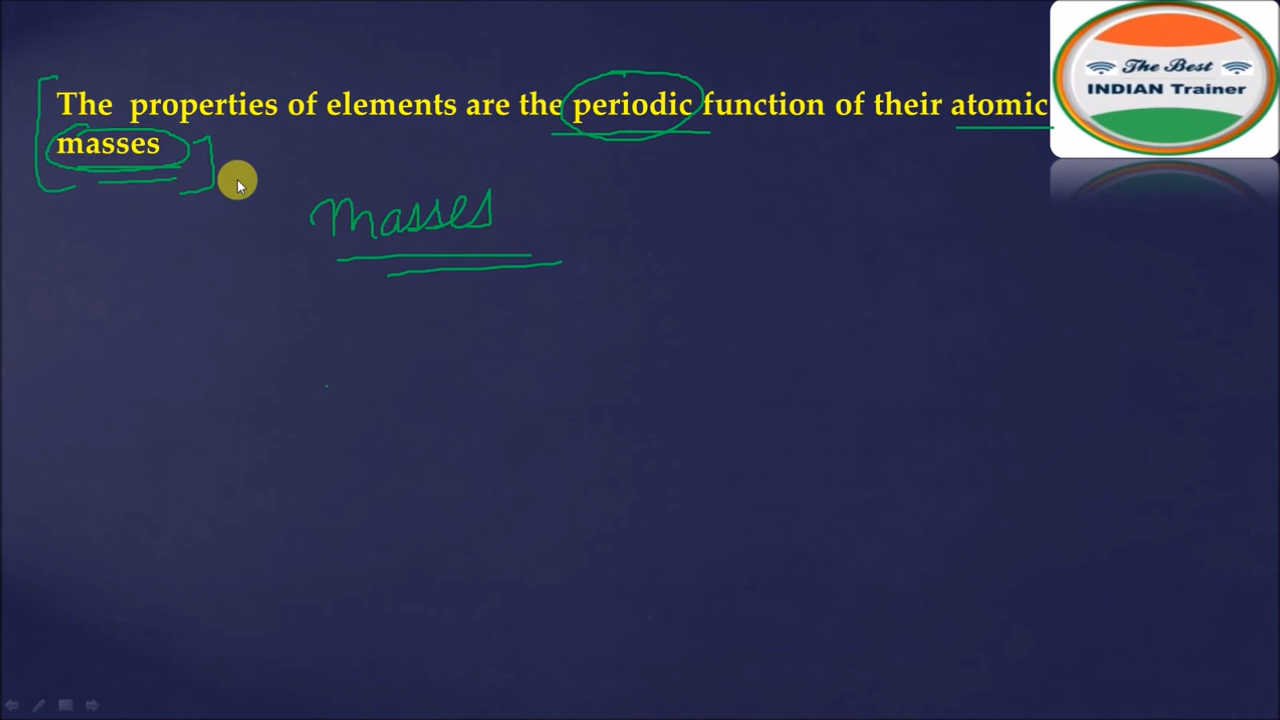 The properties of elements are the periodic function of their atomic
masses
masses
The Best
INDIAN Trainer